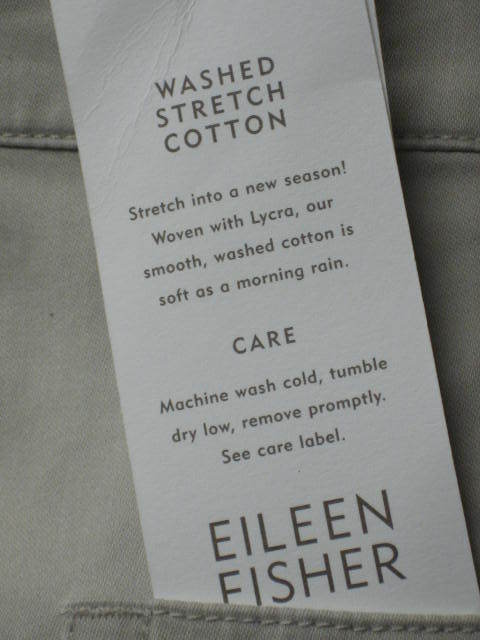 WASHED
STRETCH
COTTON
Stretch into a new season!
Woven with Lycra, our
smooth, washed cotton is
soft as a morning rain.
CARE
Machine wash cold, tumble
dry low, remove promptly.
See care label.
EILEEN
FISHER